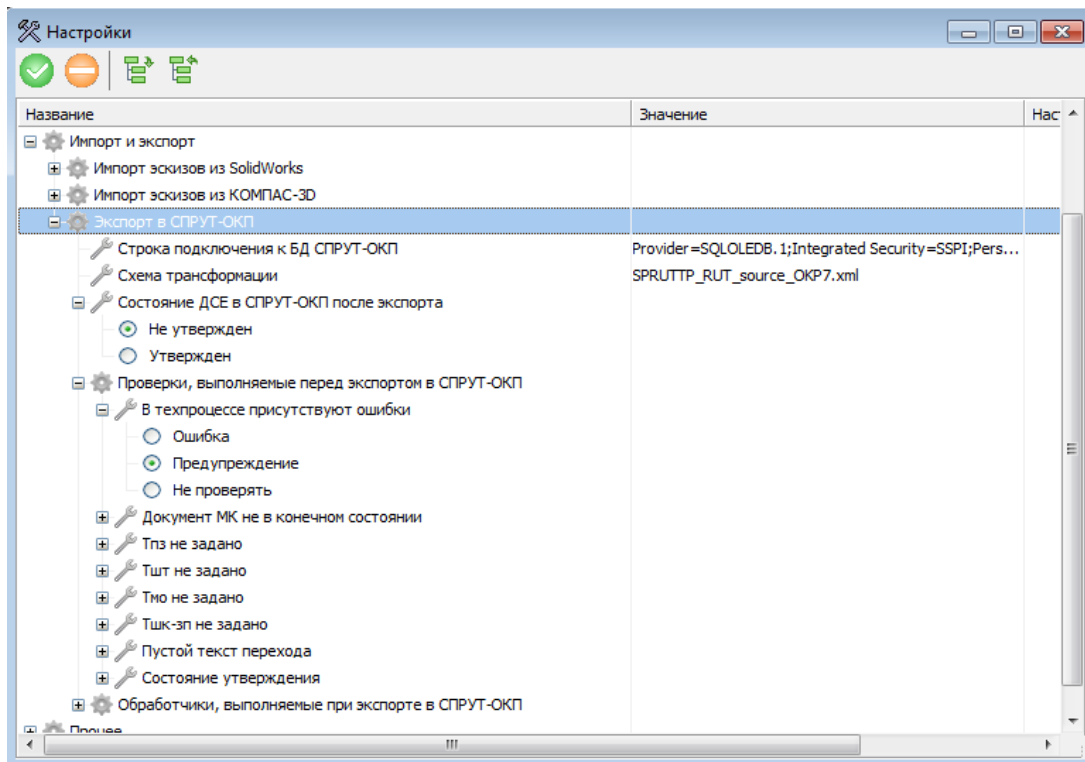 Настройки
Название Значение Нас
Импорт и экспорт
Импорт эскизов из SolidWorks
Импорт эскизов из КОМПАС-3D
Экспорт в СПРУТ-ОКП
Строка подключения к БД СПРУТ-ОКП Provider=SQLOLEDB.1;Integrated Security=SSPI;Pers...
Схема трансформации SPRUTTP_RUT_source_OKP7.xml
Состояние ДСЕ в СПРУТ-ОКП после экспорта
Не утвержден
Утвержден
Проверки, выполняемые перед экспортом в СПРУТ-ОКП
В техпроцессе присутствуют ошибки
Ошибка
Предупреждение
Не проверять
Документ МК не в конечном состоянии
Тпз не задано
Тшт не задано
Тмо не задано
Тшк-зп не задано
Пустой текст перехода
Состояние утверждения
Обработчики, выполняемые при экспорте в СПРУТ-ОКП
Прочее